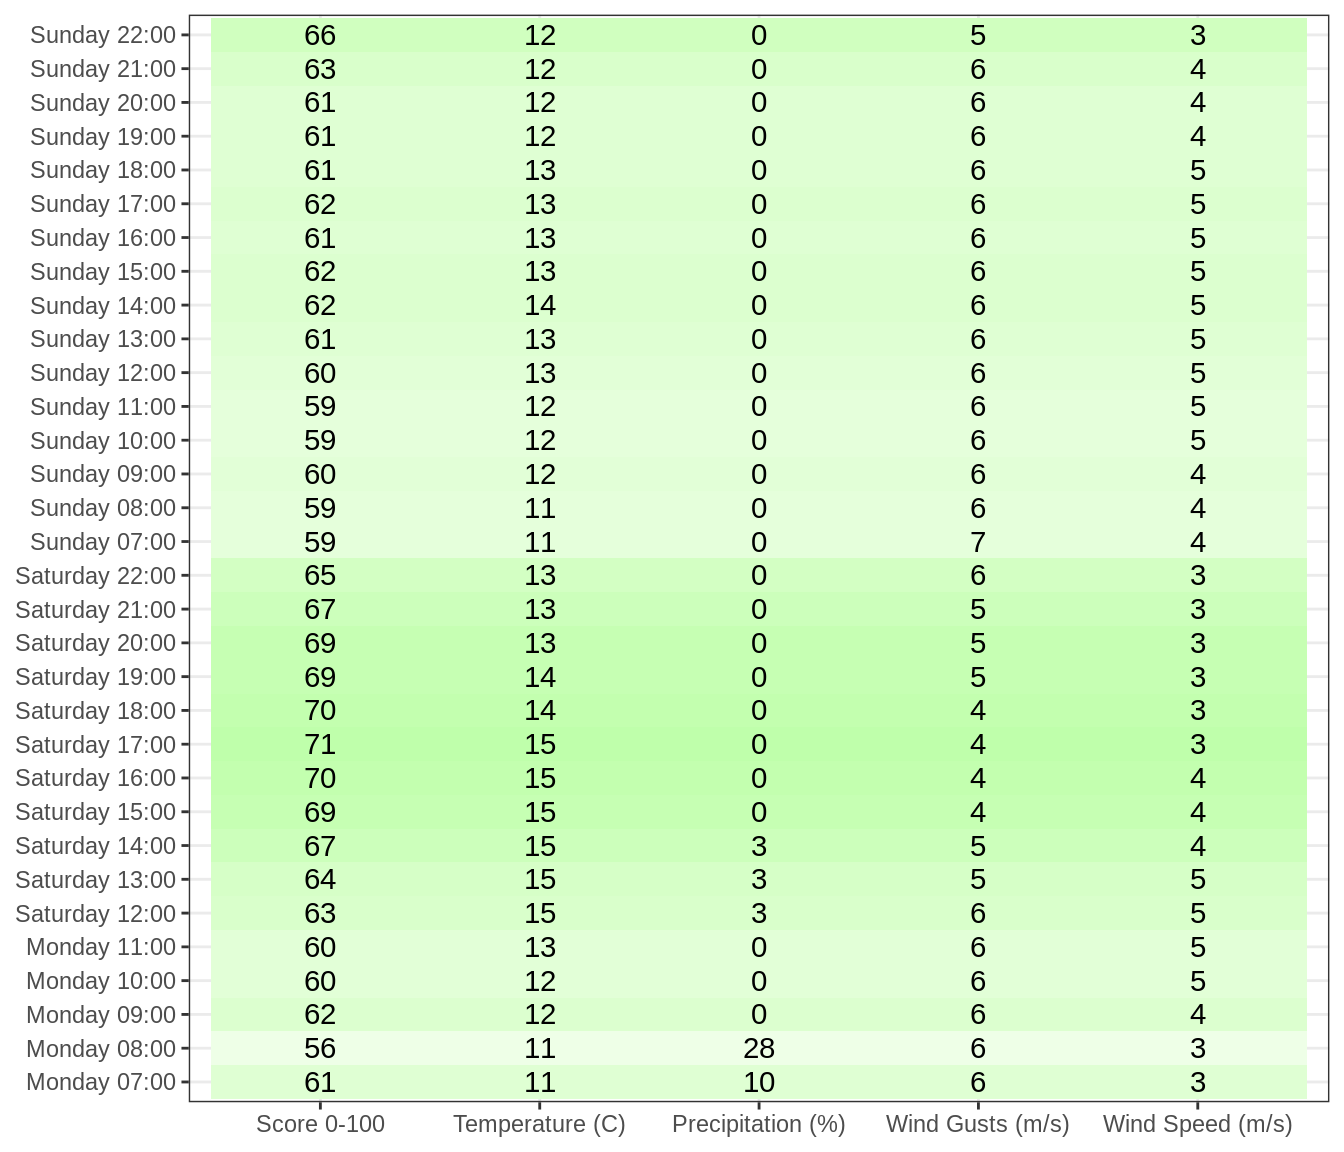 Sunday 22:00 66 12 0 5 3
Sunday 21:00 63 12 0 6 4
Sunday 20:00 61 12 0 6 4
Sunday 19:00 61 12 0 6 4
Sunday 18:00 61 13 0 6 5
Sunday 17:00 62 13 0 6 5
Sunday 16:00 61 13 0 6 5
Sunday 15:00 62 13 0 6 5
Sunday 14:00 62 14 0 6 5
Sunday 13:00 61 13 0 6 5
Sunday 12:00 60 13 0 6 5
Sunday 11:00 59 12 0 6 5
Sunday 10:00 59 12 0 6 5
Sunday 09:00 60 12 0 6 4
Sunday 08:00 59 11 0 6 4
Sunday 07:00 59 11 0 7 4
Saturday 22:00 65 13 0 6 3
Saturday 21:00 67 13 0 5 3
Saturday 20:00 69 13 0 5 3
Saturday 19:00 69 14 0 5 3
Saturday 18:00 70 14 0 4 3
Saturday 17:00 71 15 0 4 3
Saturday 16:00 70 15 0 4 4
Saturday 15:00 69 15 0 4 4
Saturday 14:00 67 15 3 5 4
Saturday 13:00 64 15 3 5 5
Saturday 12:00 63 15 3 6 5
Monday 11:00 60 13 0 6 5
Monday 10:00 60 12 0 6 5
Monday 09:00 62 12 0 6 4
Monday 08:00 56 11 28 6 3
Monday 07:00 61 11 10 6 3
Score 0-100 Temperature (C) Precipitation (%) Wind Gusts (m/s) Wind Speed (m/s)